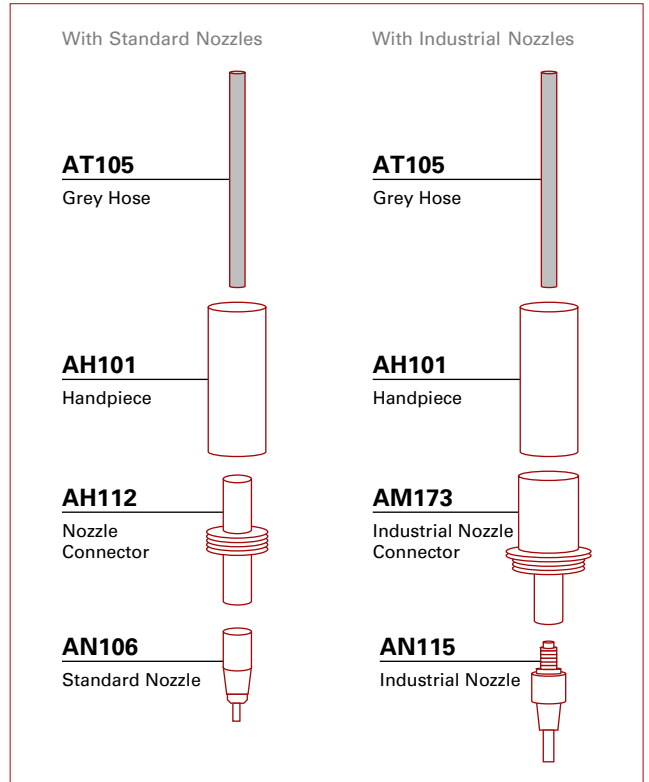 With Standard Nozzles
AT105
Grey Hose
AH101
Handpiece
AH112
Nozzle
Connector
AN106
Standard Nozzle
With Industrial Nozzles
AT105
Grey Hose
AH101
Handpiece
AM173
Industrial Nozzle
Connector
AN115
Industrial Nozzle